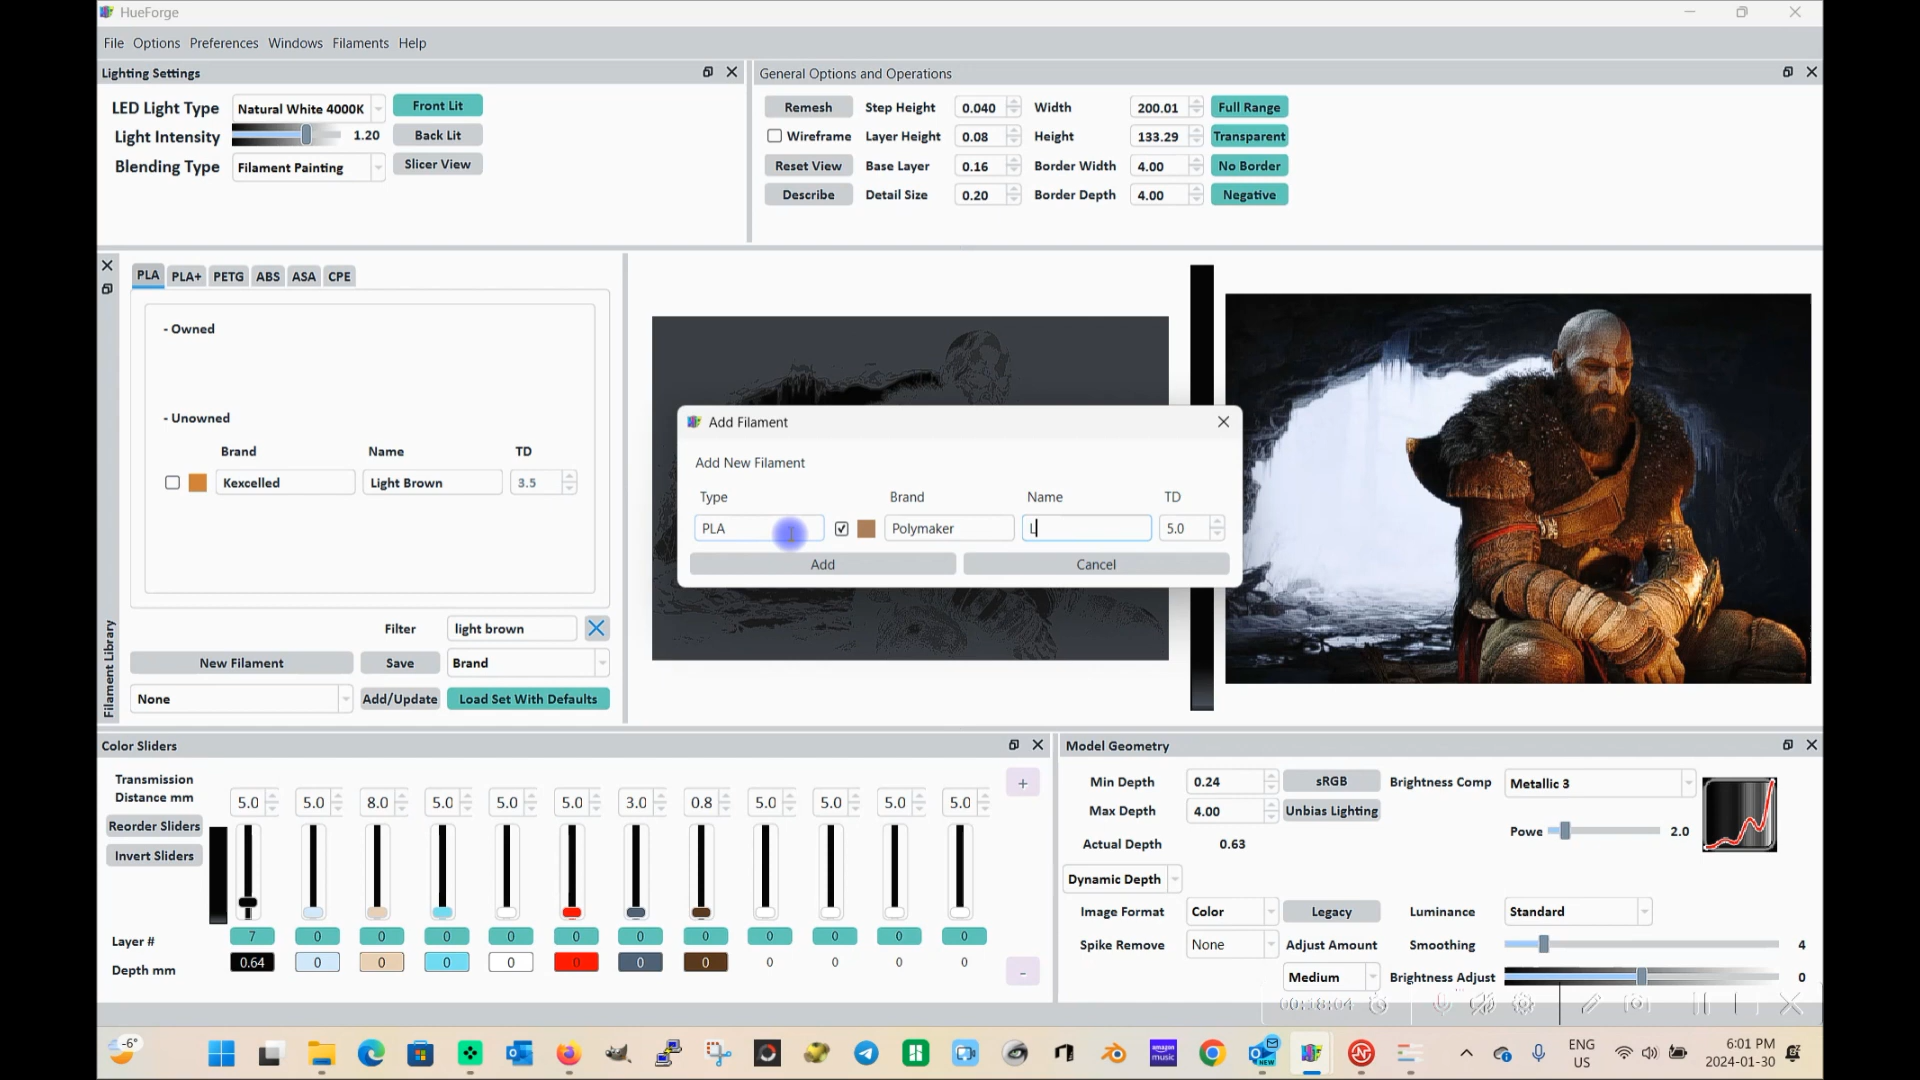 HueForge
File Options Preferences Windows Filaments Help
Lighting Settings
LED Light Type Natural White 4000K Front Lit
Light Intensity 1.20 Back Lit
Blending Type Filament Painting Slicer View
General Options and Operations
Remesh Step Height 0.040 Width 200.01 Full Range
Wireframe Layer Height 0.08 Height 133.29 Transparent
Reset View Base Layer 0.16 Border Width 4.00 No Border
Describe Detail Size 0.20 Border Depth 4.00 Negative
Filament Library
PLA PLA+ PETG ABS ASA CPE
- Owned
- Unowned
Brand Name TD
Kexcelled Light Brown 3.5
Filter light brown
New Filament Save Brand
None Add/Update Load Set With Defaults
Add Filament
Add New Filament
Type Brand Name TD
PLA Polymaker L 5.0
Add Cancel
Color Sliders
Transmission
Distance mm 5.0 5.0 8.0 5.0 5.0 5.0 3.0 0.8 5.0 5.0 5.0 5.0 +
Reorder Sliders
Invert Sliders
Layer # 7 0 0 0 0 0 0 0 0 0 0 0
Depth mm 0.64 0 0 0 0 0 0 0 0 0 0 0 -
Model Geometry
Min Depth 0.24 sRGB Brightness Comp Metallic 3
Max Depth 4.00 Unbias Lighting
Powe 2.0
Actual Depth 0.63
Dynamic Depth
Image Format Color Legacy Luminance Standard
Spike Remove None Adjust Amount Smoothing 4
Medium Brightness Adjust 0
00:18:04
-6°
NEW
amazon music
ENG
US
6:01 PM
2024-01-30